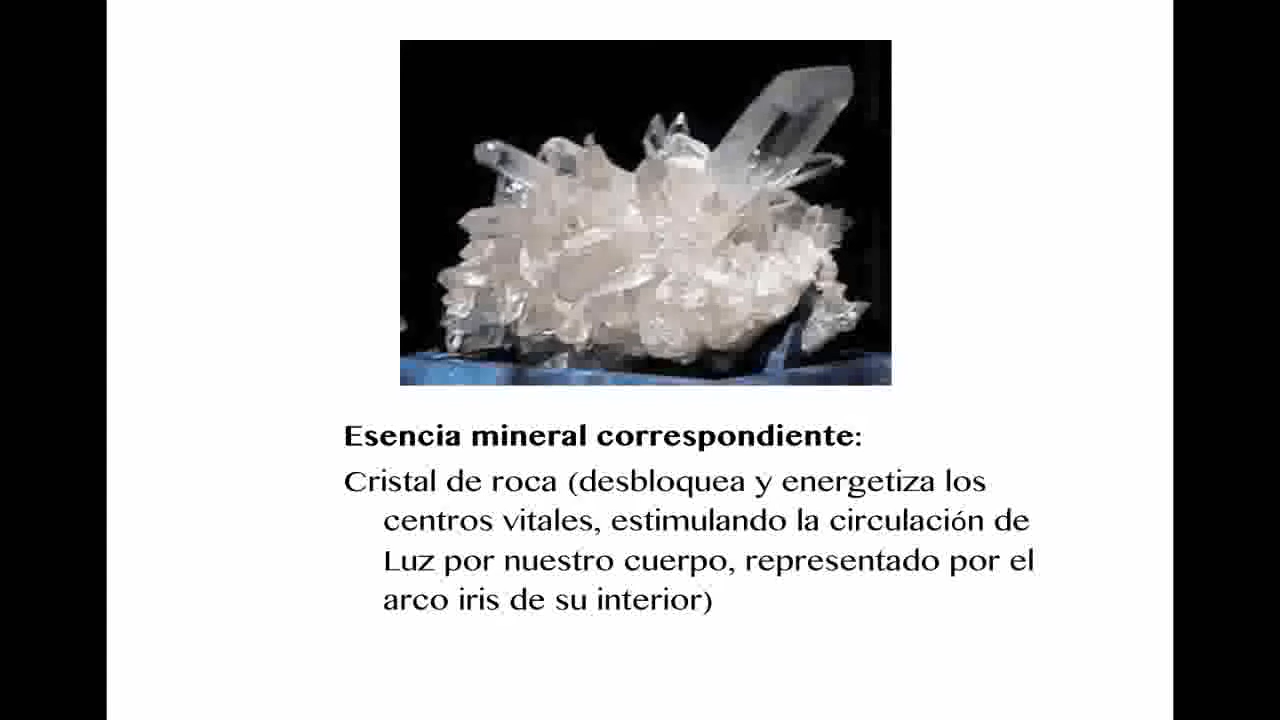 Esencia mineral correspondiente:
Cristal de roca (desbloquea y energetiza los
centros vitales, estimulando la circulación de
Luz por nuestro cuerpo, representado por el
arco iris de su interior)